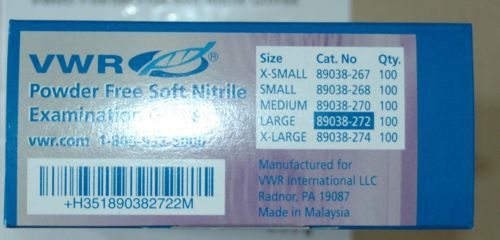 VWR®
Powder Free Soft Nitrile
Examination
vwr.com
+H351890382722M
Size Cat. No Qty.
X-SMALL 89038-267 100
SMALL 89038-268 100
MEDIUM 89038-270 100
LARGE 89038-272 100
X-LARGE 89038-274 100
Manufactured for
VWR International LLC
Radnor, PA 19087
Made in Malaysia